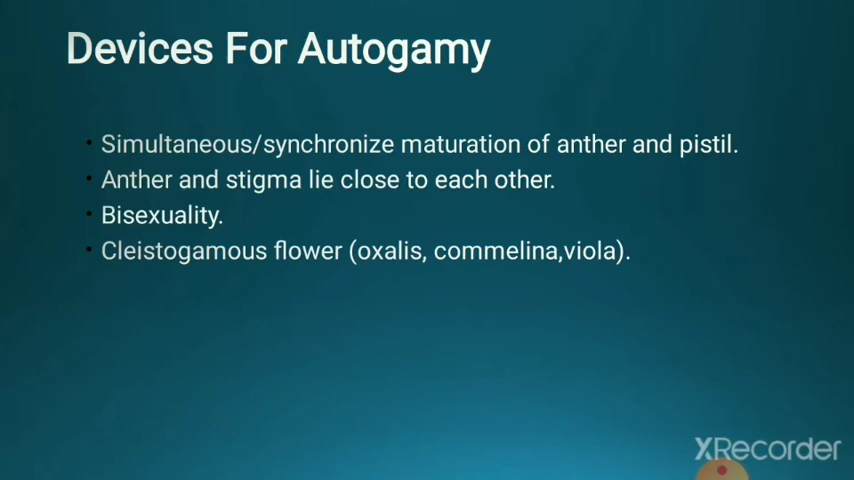 Devices For Autogamy
• Simultaneous/synchronize maturation of anther and pistil.
• Anther and stigma lie close to each other.
• Bisexuality.
• Cleistogamous flower (oxalis, commelina,viola).
XRecorder